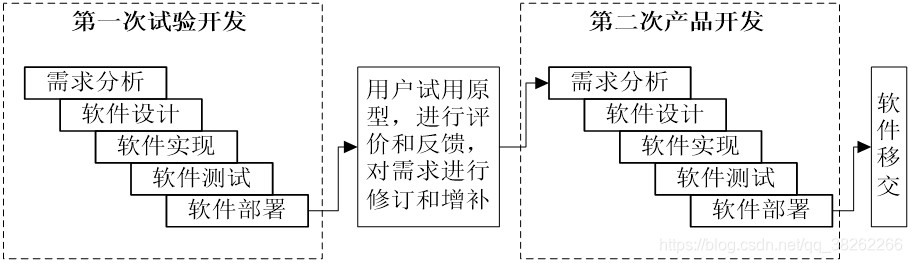 第一次试验开发
需求分析
软件设计
软件实现
软件测试
软件部署
用户试用原
型，进行评
价和反馈，
对需求进行
修订和增补
第二次产品开发
需求分析
软件设计
软件实现
软件测试
软件部署
软件移交
https://blog.csdn.net/qq_38262266